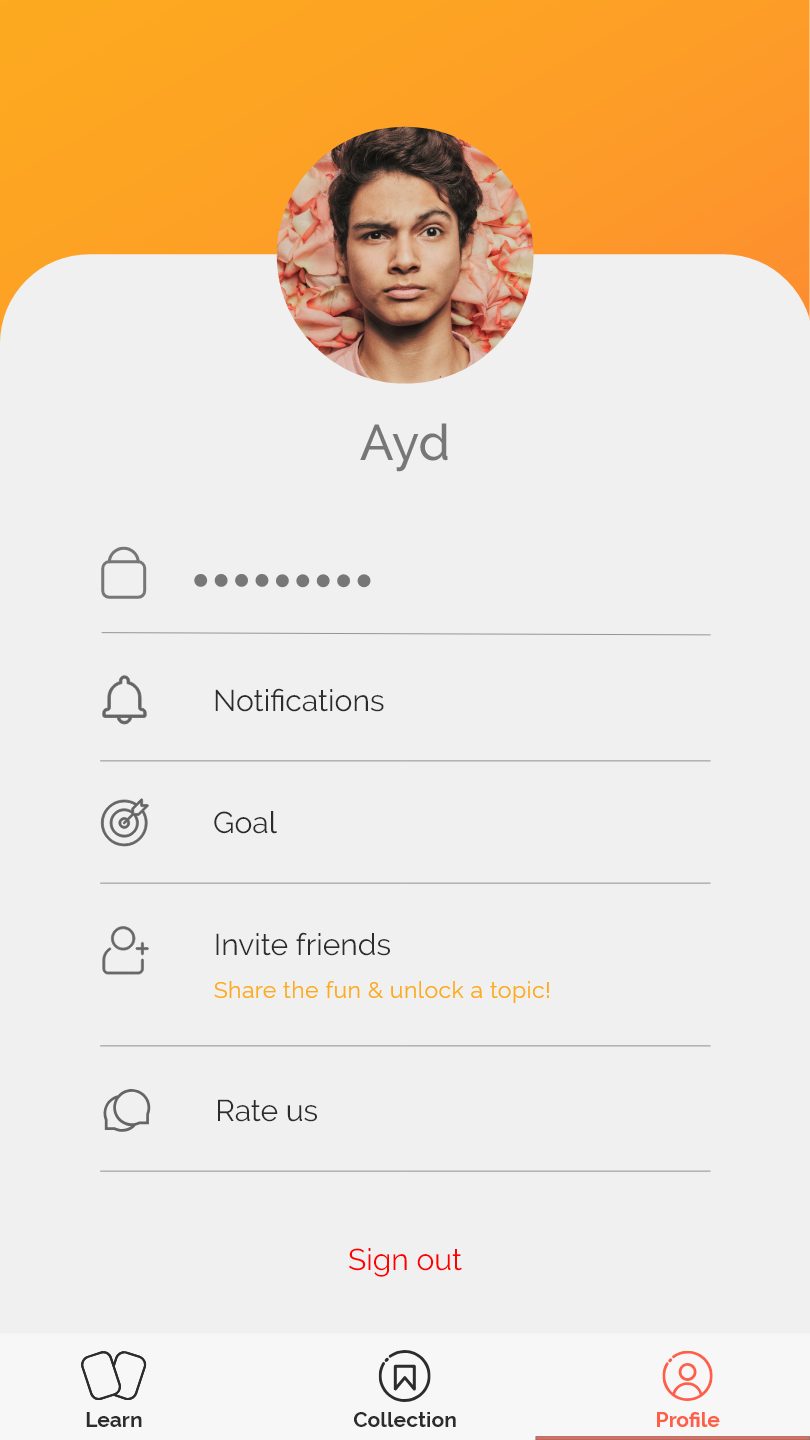 Ayd
•••••••••
Notifications
Goal
Invite friends
Share the fun & unlock a topic!
Rate us
Sign out
Learn
Collection
Profile